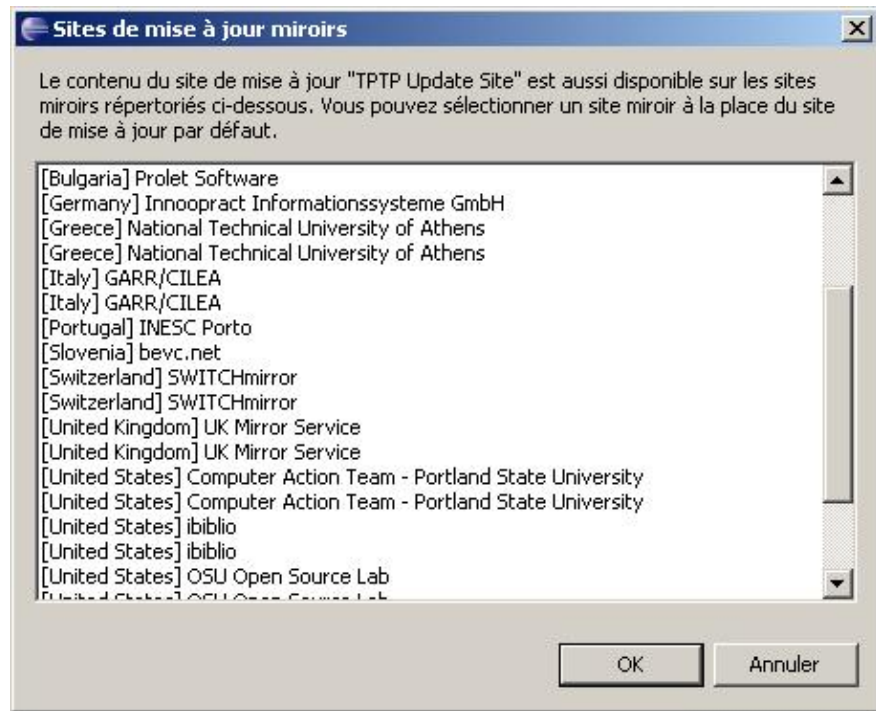 Sites de mise à jour miroirs
Le contenu du site de mise à jour "TPTP Update Site" est aussi disponible sur les sites
miroirs répertoriés ci-dessous. Vous pouvez sélectionner un site miroir à la place du site
de mise à jour par défaut.
[Bulgaria] Prolet Software
[Germany] Innoopract Informationssysteme GmbH
[Greece] National Technical University of Athens
[Greece] National Technical University of Athens
[Italy] GARR/CILEA
[Italy] GARR/CILEA
[Portugal] INESC Porto
[Slovenia] bevc.net
[Switzerland] SWITCHmirror
[Switzerland] SWITCHmirror
[United Kingdom] UK Mirror Service
[United Kingdom] UK Mirror Service
[United States] Computer Action Team - Portland State University
[United States] Computer Action Team - Portland State University
[United States] ibiblio
[United States] ibiblio
[United States] OSU Open Source Lab
[United States] OSU Open Source Lab
OK
Annuler